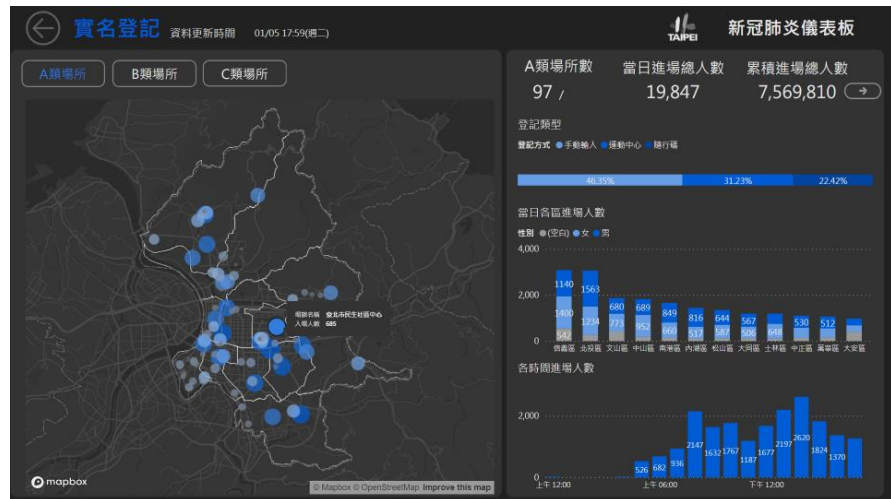 實名登記 資料更新時間 01/05 17:59(週二)
TAIPEI 新冠肺炎儀表板
A類場所 B類場所 C類場所
場館名稱 臺北市民生社區中心
入場人數 685
mapbox
© Mapbox © OpenStreetMap Improve this map
A類場所數 當日進場總人數 累積進場總人數
97 / 19,847 7,569,810
登記類型
登記方式 手動輸入 運動中心 隨行碼
46.35% 31.23% 22.42%
當日各區進場人數
性別 (空白) 女 男
4,000
2,000
0
1140 1563 680 689 849 816 644 567 530 512
1400 1234 773 952 660 517 587 506 648
542
信義區 北投區 文山區 中山區 南港區 內湖區 松山區 大同區 士林區 中正區 萬華區 大安區
各時間進場人數
2,000
0
526 682 936 2147 1632 1767 1187 1677 2197 2620 1824 1370
上午 12:00 上午 06:00 下午 12:00